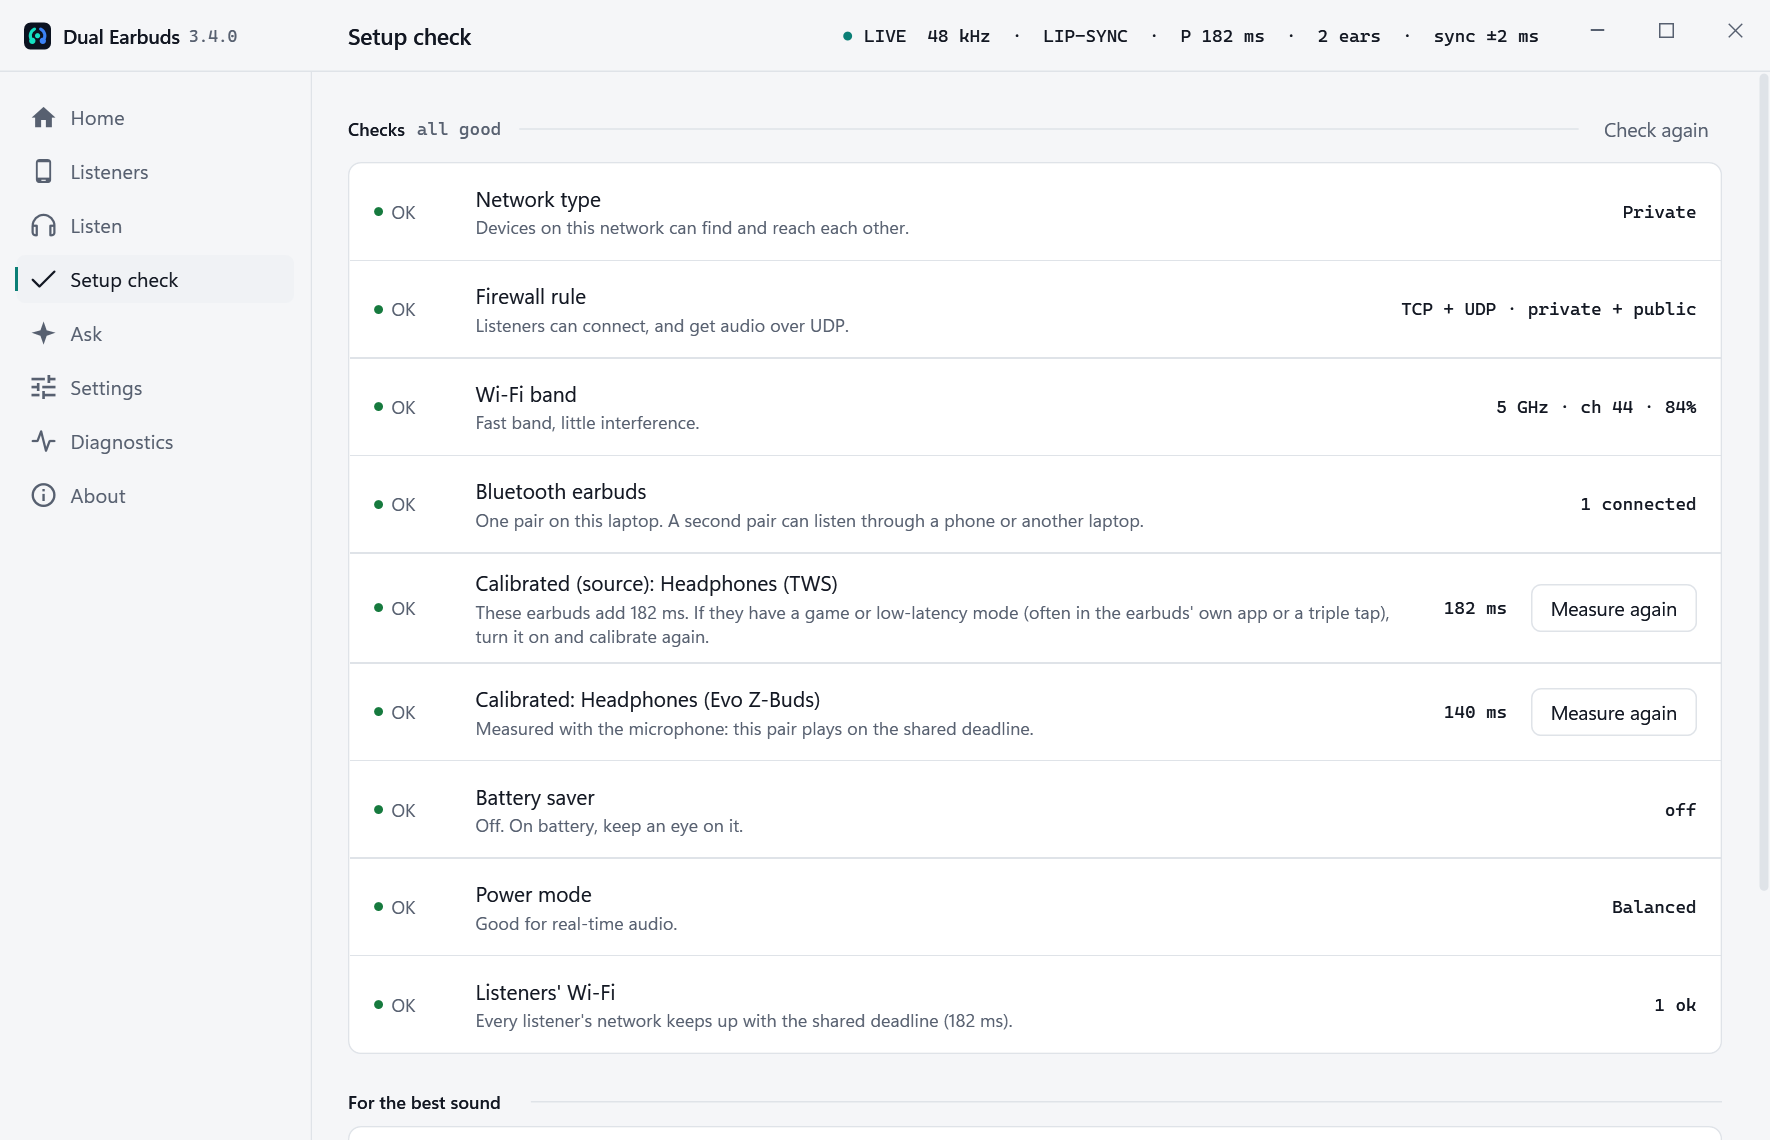 Dual Earbuds 3.4.0
Setup check
LIVE 48 kHz · LIP-SYNC · P 182 ms · 2 ears · sync ±2 ms
Home
Listeners
Listen
Setup check
Ask
Settings
Diagnostics
About
Checks all good
Check again
OK
Network type
Devices on this network can find and reach each other.
Private
OK
Firewall rule
Listeners can connect, and get audio over UDP.
TCP + UDP · private + public
OK
Wi-Fi band
Fast band, little interference.
5 GHz · ch 44 · 84%
OK
Bluetooth earbuds
One pair on this laptop. A second pair can listen through a phone or another laptop.
1 connected
OK
Calibrated (source): Headphones (TWS)
These earbuds add 182 ms. If they have a game or low-latency mode (often in the earbuds' own app or a triple tap),
turn it on and calibrate again.
182 ms
Measure again
OK
Calibrated: Headphones (Evo Z-Buds)
Measured with the microphone: this pair plays on the shared deadline.
140 ms
Measure again
OK
Battery saver
Off. On battery, keep an eye on it.
off
OK
Power mode
Good for real-time audio.
Balanced
OK
Listeners' Wi-Fi
Every listener's network keeps up with the shared deadline (182 ms).
1 ok
For the best sound